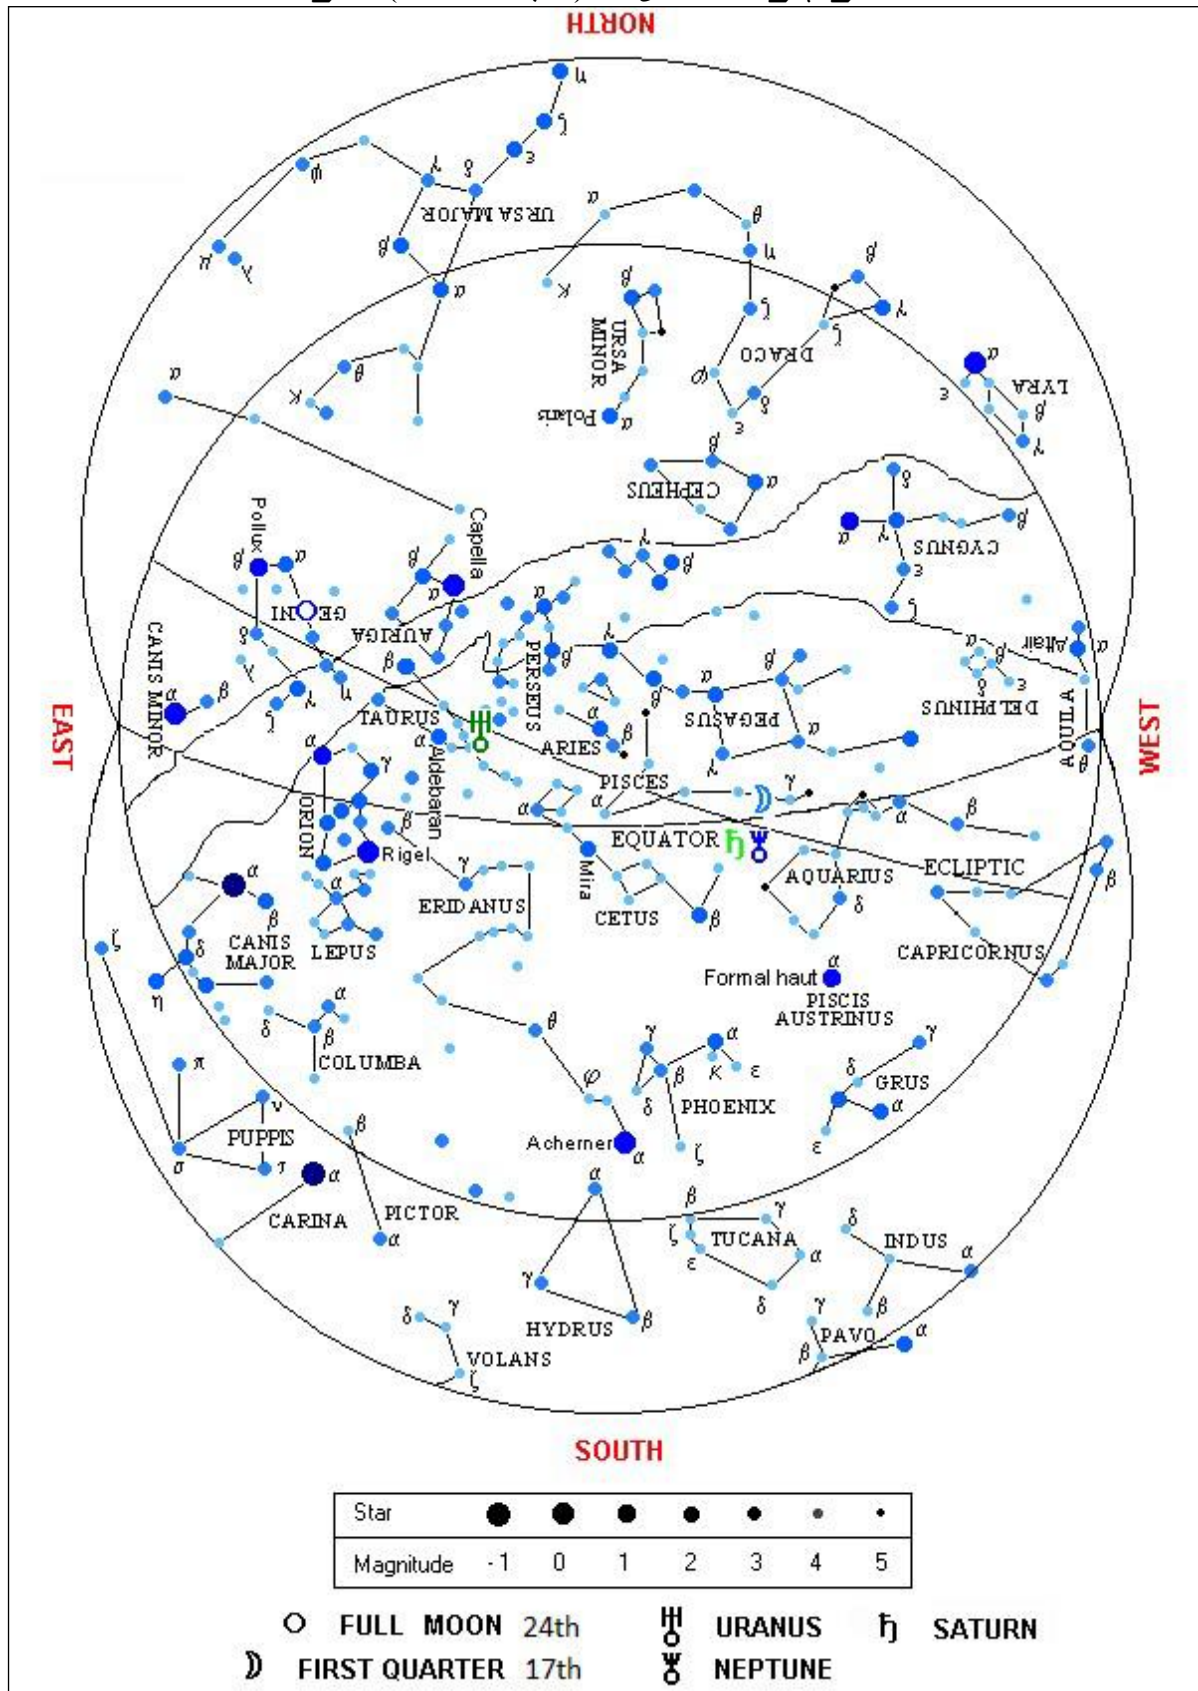 NORTH
η
ζ
ε
ψ
γ
δ
URSA MAJOR
α
θ
β
μ
λ
η
β
α
κ
β
ζ
ζ
γ
URSA
MINOR
DRACO
α
θ
φ
κ
δ
ε
LYRA
α
ε
β
γ
Polaris
α
β
CEPHEUS
α
δ
Pollux
Capella
α
γ
CYGNUS
β
β
α
γ
β
α
β
ε
GEMINI
AURIGA
ζ
δ
β
PERSEUS
γ
β
α
Altair
α
λ
η
β
α
β
δ
ε
CANIS MINOR
α
β
γ
ζ
TAURUS
β
α
PEGASUS
DELPHINUS
EAST
WEST
α
α
Aldebaran
ARIES
β
α
AQUILA
θ
γ
PISCES
γ
ORION
α
α
γ
β
EQUATOR
α
β
Rigel
Mira
ECLIPTIC
γ
AQUARIUS
α
α
β
β
ERIDANUS
CETUS
β
δ
ζ
δ
CANIS
MAJOR
LEPUS
CAPRICORNUS
α
Formal haut
η
PISCIS
AUSTRINUS
α
δ
β
θ
γ
α
γ
COLUMBA
β
κ
ε
δ
GRUS
π
φ
δ
PHOENIX
α
ν
β
PUPPIS
Acherner
α
ζ
ε
σ
τ
α
α
CARINA
PICTOR
α
β
γ
δ
ζ
TUCANA
INDUS
α
ε
α
γ
δ
β
δ
γ
HYDRUS
β
γ
PAVO
α
VOLANS
β
ζ
SOUTH
Star
Magnitude -1 0 1 2 3 4 5
FULL MOON 24th URANUS SATURN
FIRST QUARTER 17th NEPTUNE